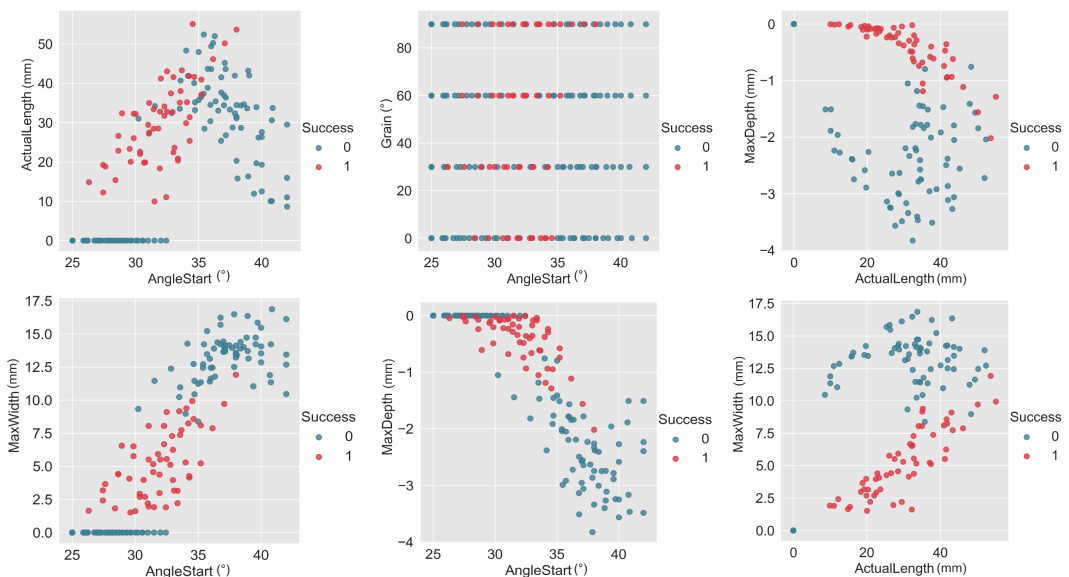 ActualLength (mm)
50
40
30
20
10
0
25 30 35 40
AngleStart (°)
Success
0
1
Grain (°)
80
60
40
20
0
25 30 35 40
AngleStart (°)
Success
0
1
MaxDepth (mm)
0
−1
−2
−3
−4
0 20 40
ActualLength (mm)
Success
0
1
MaxWidth (mm)
17.5
15.0
12.5
10.0
7.5
5.0
2.5
0.0
25 30 35 40
AngleStart (°)
Success
0
1
MaxDepth (mm)
0
−1
−2
−3
−4
25 30 35 40
AngleStart (°)
Success
0
1
MaxWidth (mm)
17.5
15.0
12.5
10.0
7.5
5.0
2.5
0.0
0 20 40
ActualLength (mm)
Success
0
1